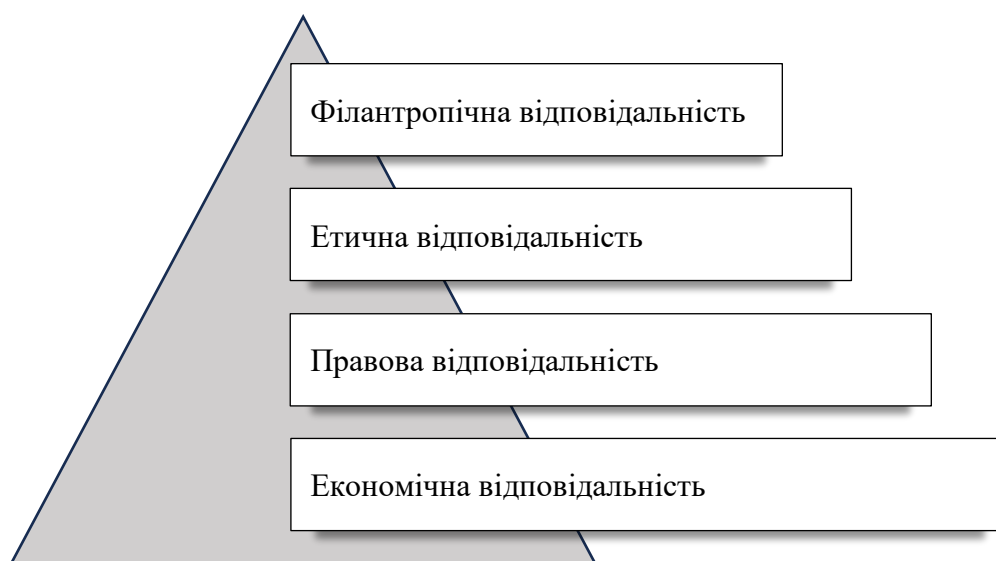 Філантропічна відповідальність
Етична відповідальність
Правова відповідальність
Економічна відповідальність